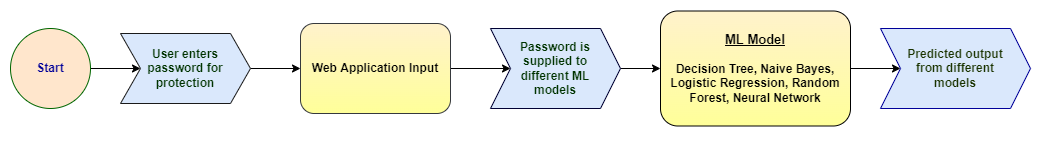 Start
User enters
password for
protection
Web Application Input
Password is
supplied to
different ML
models
ML Model
Decision Tree, Naive Bayes,
Logistic Regression, Random
Forest, Neural Network
Predicted output
from different
models